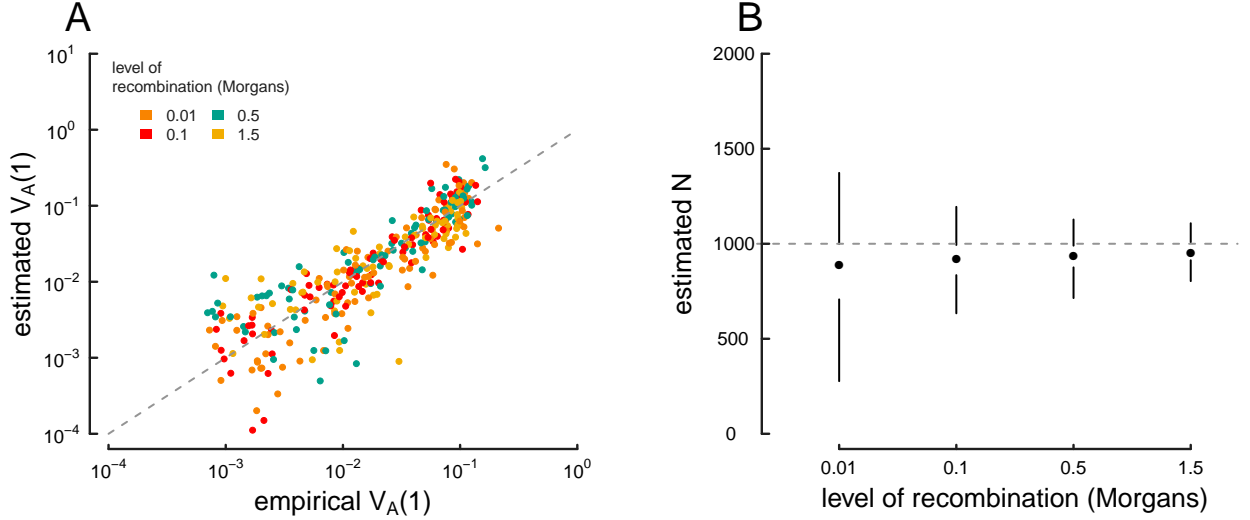 A
estimated V_A(1)
10^1
10^0
10^−1
10^−2
10^−3
10^−4
level of
recombination (Morgans)
0.01 0.5
0.1 1.5
10^−4 10^−3 10^−2 10^−1 10^0
empirical V_A(1)
B
estimated N
2000
1500
1000
500
0
0.01 0.1 0.5 1.5
level of recombination (Morgans)